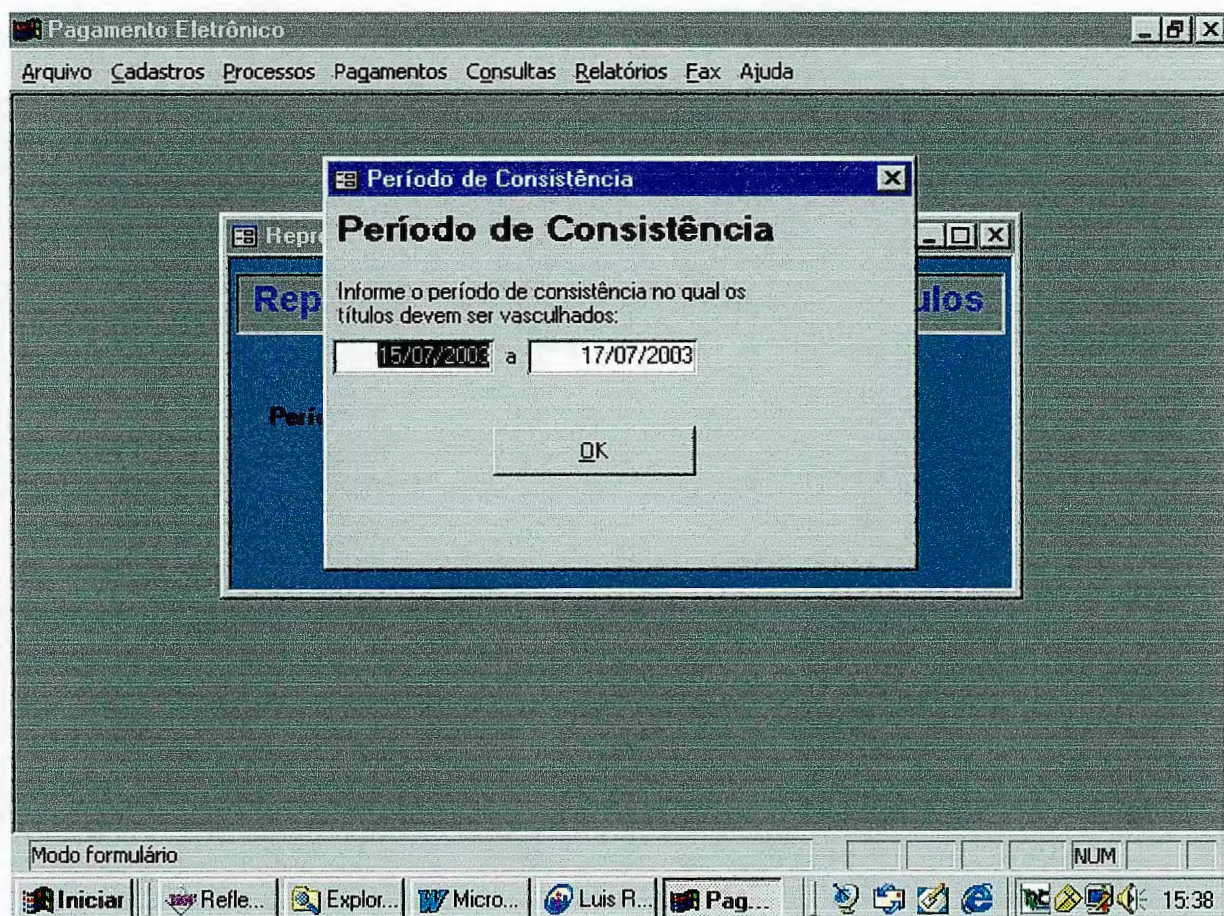 Pagamento Eletrônico
Arquivo Cadastros Processos Pagamentos Consultas Relatórios Fax Ajuda
Período de Consistência
Período de Consistência
Informe o período de consistência no qual os
títulos devem ser vasculhados:
15/07/2003 a 17/07/2003
OK
Repr
Rep ulos
Perío
Modo formulário NUM
Iniciar Refle... Explor... Micro... Luis R... Pag... 15:38